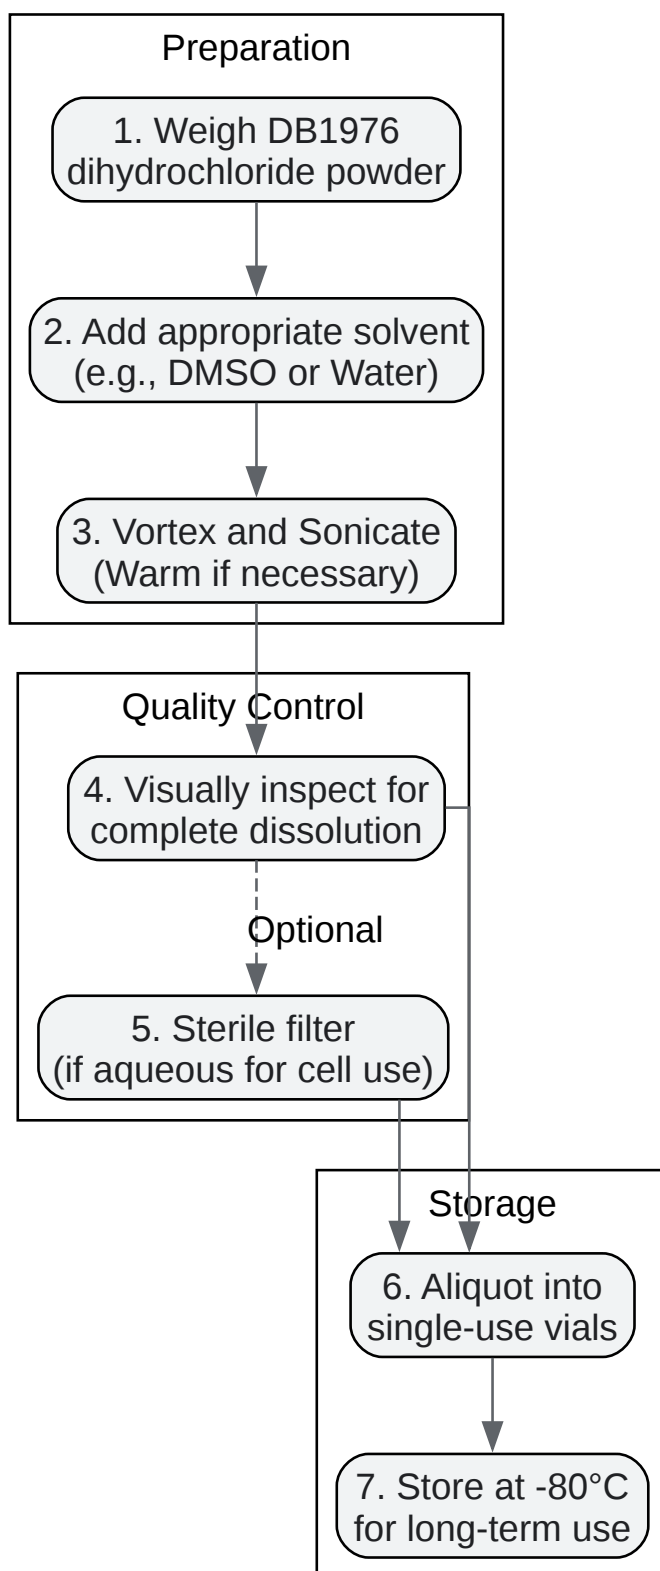 Preparation
1. Weigh DB1976
dihydrochloride powder
2. Add appropriate solvent
(e.g., DMSO or Water)
3. Vortex and Sonicate
(Warm if necessary)
Quality Control
4. Visually inspect for
complete dissolution
Optional
5. Sterile filter
(if aqueous for cell use)
Storage
6. Aliquot into
single-use vials
7. Store at -80°C
for long-term use